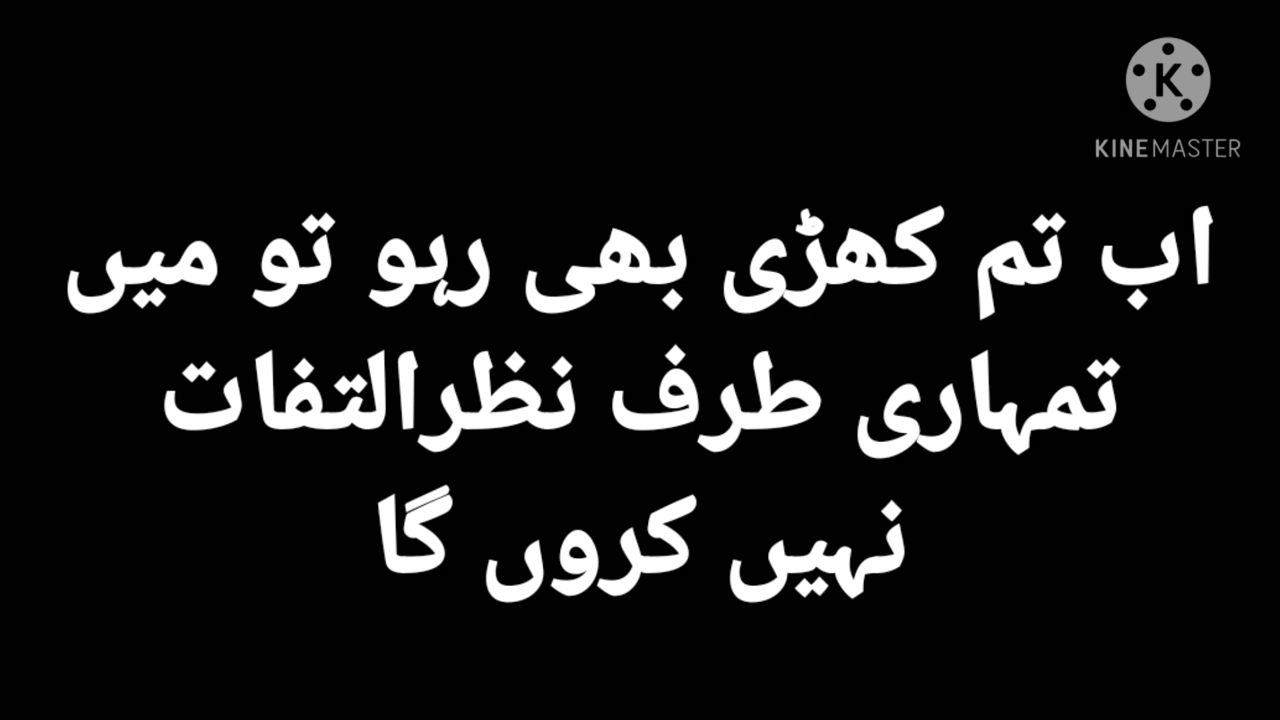 KINEMASTER
اب تم کھڑی بھی رہو تو میں
تمہاری طرف نظرالتفات
نہیں کروں گا